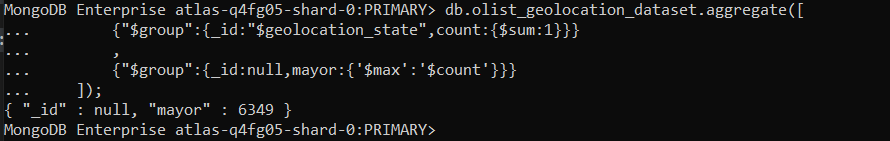 MongoDB Enterprise atlas-q4fg05-shard-0:PRIMARY> db.olist_geolocation_dataset.aggregate([
...        {"$group":{_id:"$geolocation_state",count:{$sum:1}}}
...        ,
...        {"$group":{_id:null,mayor:{'$max':'$count'}}}
...     ]);
{ "_id" : null, "mayor" : 6349 }
MongoDB Enterprise atlas-q4fg05-shard-0:PRIMARY>